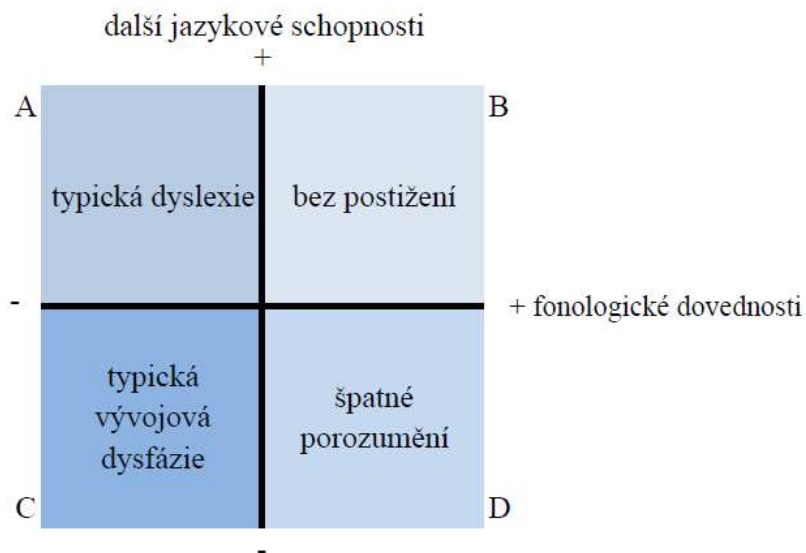 další jazykové schopnosti
+
A
B
typická dyslexie
bez postižení
-
+ fonologické dovednosti
typická
vývojová
dysfázie
špatné
porozumění
C
D
-